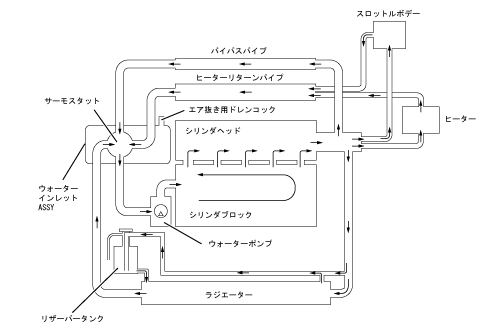 スロットルボデー
バイパスパイプ
ヒーターリターンパイプ
サーモスタット
エア抜き用ドレンコック
シリンダヘッド
ヒーター
ウォーター
インレット
ASSY
シリンダブロック
ウォーターポンプ
ラジエーター
リザーバータンク